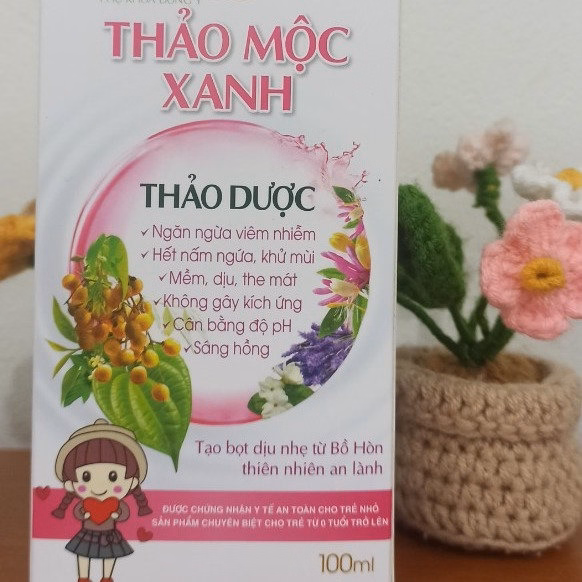 PHỤ KHOA ĐÔNG Y
THẢO MỘC
XANH
THẢO DƯỢC
Ngăn ngừa viêm nhiễm
Hết nấm ngứa, khử mùi
Mềm, dịu, the mát
Không gây kích ứng
Cân bằng độ pH
Sáng hồng
Tạo bọt dịu nhẹ từ Bồ Hòn
thiên nhiên an lành
ĐƯỢC CHỨNG NHẬN Y TẾ AN TOÀN CHO TRẺ NHỎ
SẢN PHẨM CHUYÊN BIỆT CHO TRẺ TỪ 0 TUỔI TRỞ LÊN
100ml